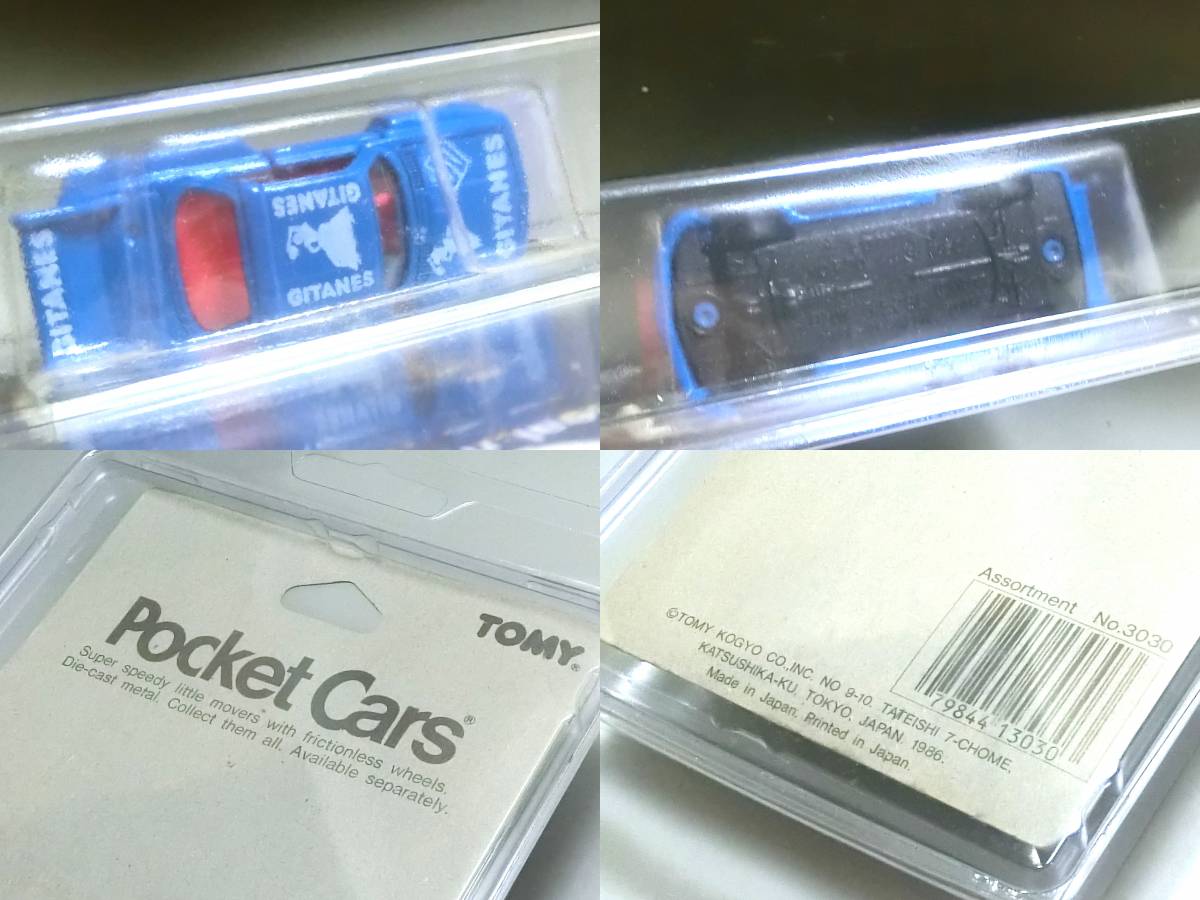 GITANES
GITANES
GITANES
GITANES
Pocket Cars®
TOMY®
Super speedy little movers™ with frictionless wheels.
Die-cast metal. Collect them all. Available separately.
Assortment No.3030
79844 13030
©TOMY KOGYO CO.,INC. NO 9-10, TATEISHI 7-CHOME,
KATSUSHIKA-KU, TOKYO, JAPAN 1986.
Made in Japan. Printed in Japan.